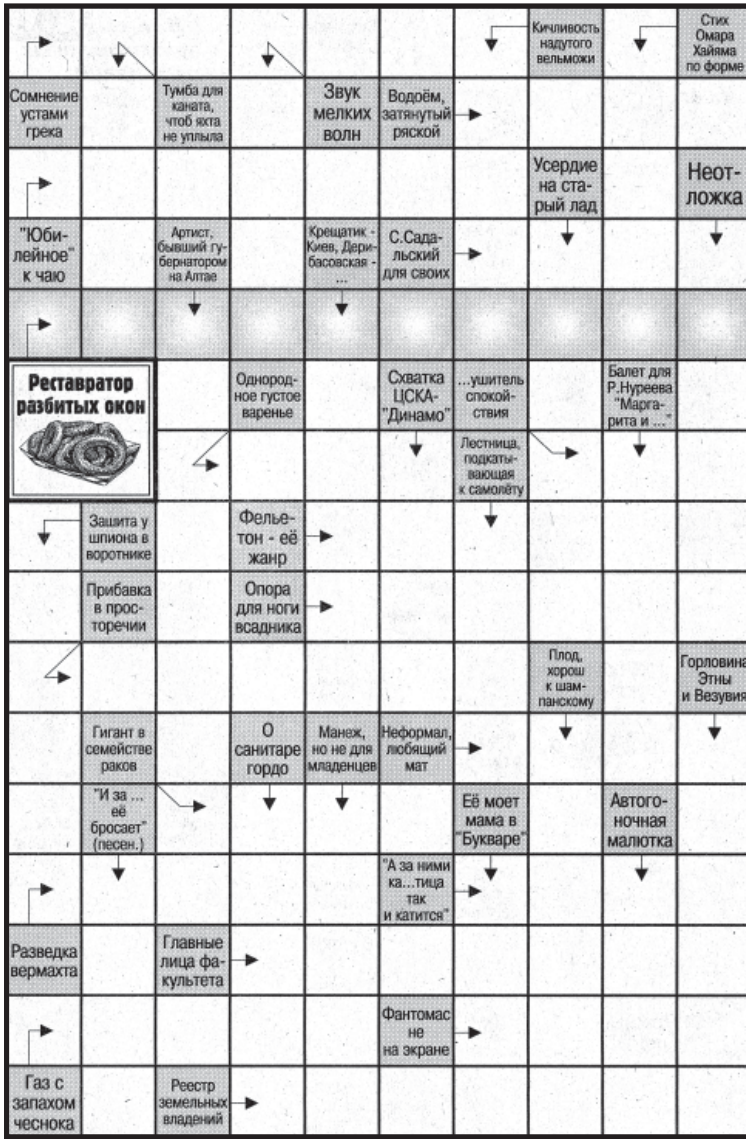 Кичливость
надутого
вельможи
Стих
Омара
Хайяма
по форме
Сомнение
устами
грека
Тумба для
каната,
чтоб яхта
не уплыла
Звук
мелких
волн
Водоём,
затянутый
ряской
Усердие
на ста-
рый лад
Неот-
ложка
"Юби-
лейное"
к чаю
Артист,
бывший гу-
бернатором
на Алтае
Крещатик -
Киев, Дери-
басовская -
...
С.Сада-
льский
для своих
Реставратор
разбитых окон
Однород-
ное густое
варенье
Схватка
ЦСКА-
"Динамо"
...ушитель
спокой-
ствия
Балет для
Р.Нуреева
"Марга-
рита и ..."
Лестница,
подкаты-
вающая
к самолёту
Зашита у
шпиона в
воротнике
Фелье-
тон - её
жанр
Прибавка
в прос-
торечии
Опора
для ноги
всадника
Плод,
хорош
к шам-
панскому
Горловина
Этны
и Везувия
Гигант в
семействе
раков
О
санитаре
гордо
Манеж,
но не для
младенцев
Неформал,
любящий
мат
"И за ...
её
бросает"
(песен.)
Её моет
мама в
"Букваре"
Автого-
ночная
малютка
"А за ними
ка...тица
так
и катится"
Разведка
вермахта
Главные
лица фа-
культета
Фантомас
не
на экране
Газ с
запахом
чеснока
Реестр
земельных
владений